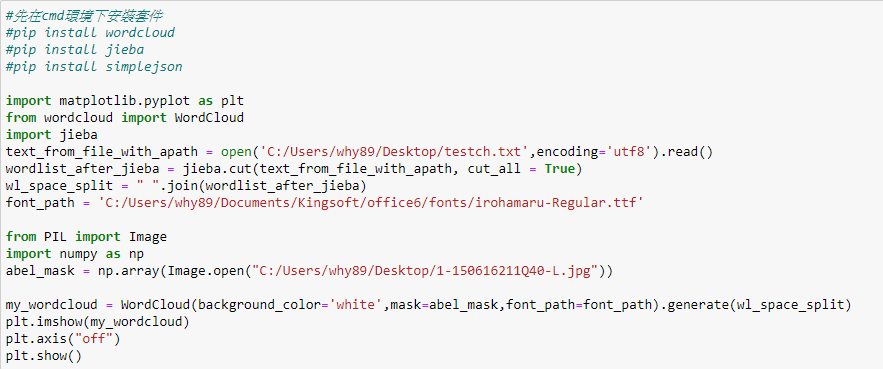 #先在cmd環境下安裝套件
#pip install wordcloud
#pip install jieba
#pip install simplejson
import matplotlib.pyplot as plt
from wordcloud import WordCloud
import jieba
text_from_file_with_apath = open('C:/Users/why89/Desktop/testch.txt',encoding='utf8').read()
wordlist_after_jieba = jieba.cut(text_from_file_with_apath, cut_all = True)
wl_space_split = " ".join(wordlist_after_jieba)
font_path = 'C:/Users/why89/Documents/Kingsoft/office6/fonts/irohamaru-Regular.ttf'
from PIL import Image
import numpy as np
abel_mask = np.array(Image.open("C:/Users/why89/Desktop/1-150616211Q40-L.jpg"))
my_wordcloud = WordCloud(background_color='white',mask=abel_mask,font_path=font_path).generate(wl_space_split)
plt.imshow(my_wordcloud)
plt.axis("off")
plt.show()